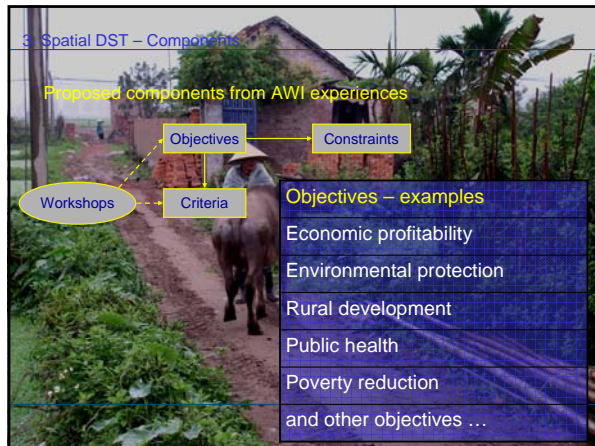 3. Spatial DST – Components
Proposed components from AWI experiences
Objectives
Constraints
Workshops
Criteria
Objectives – examples
Economic profitability
Environmental protection
Rural development
Public health
Poverty reduction
and other objectives ...